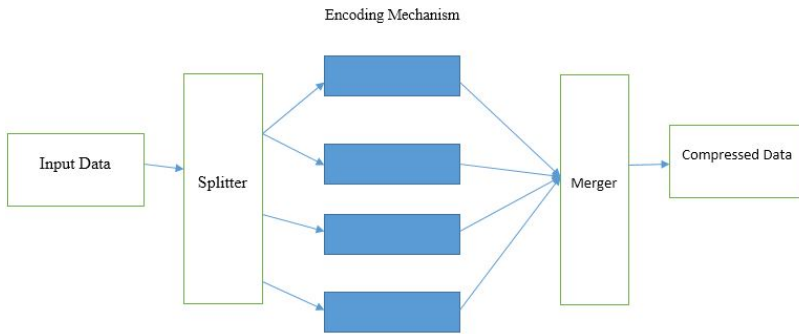 Encoding Mechanism
Input Data
Splitter
Merger
Compressed Data